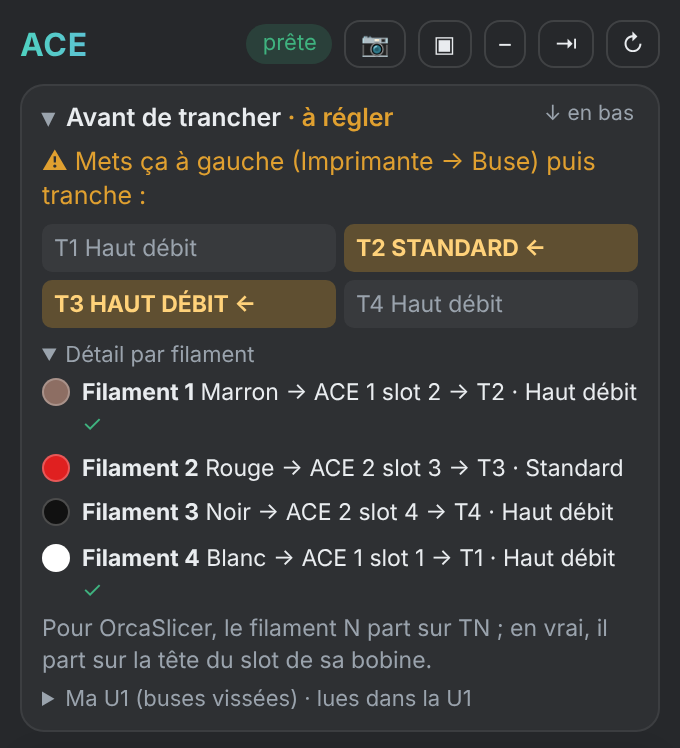 ACE
prête
▼ Avant de trancher · à régler
↓ en bas
⚠ Mets ça à gauche (Imprimante → Buse) puis
tranche :
T1 Haut débit
T2 STANDARD ←
T3 HAUT DÉBIT ←
T4 Haut débit
▼ Détail par filament
Filament 1 Marron → ACE 1 slot 2 → T2 · Haut débit
✓
Filament 2 Rouge → ACE 2 slot 3 → T3 · Standard
Filament 3 Noir → ACE 2 slot 4 → T4 · Haut débit
Filament 4 Blanc → ACE 1 slot 1 → T1 · Haut débit
✓
Pour OrcaSlicer, le filament N part sur TN ; en vrai, il
part sur la tête du slot de sa bobine.
▶ Ma U1 (buses vissées) · lues dans la U1